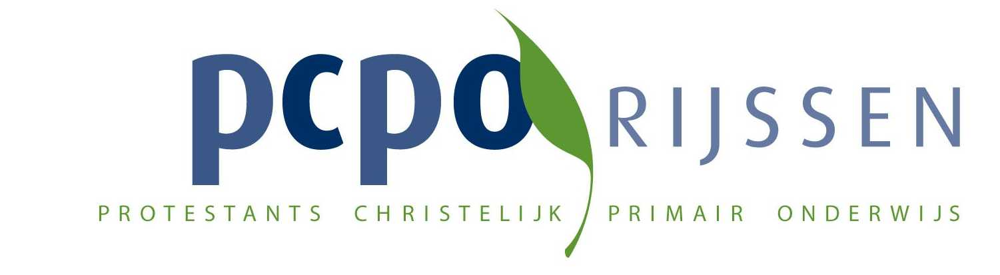 pcpo RIJSSEN
PROTESTANTS CHRISTELIJK PRIMAIR ONDERWIJS